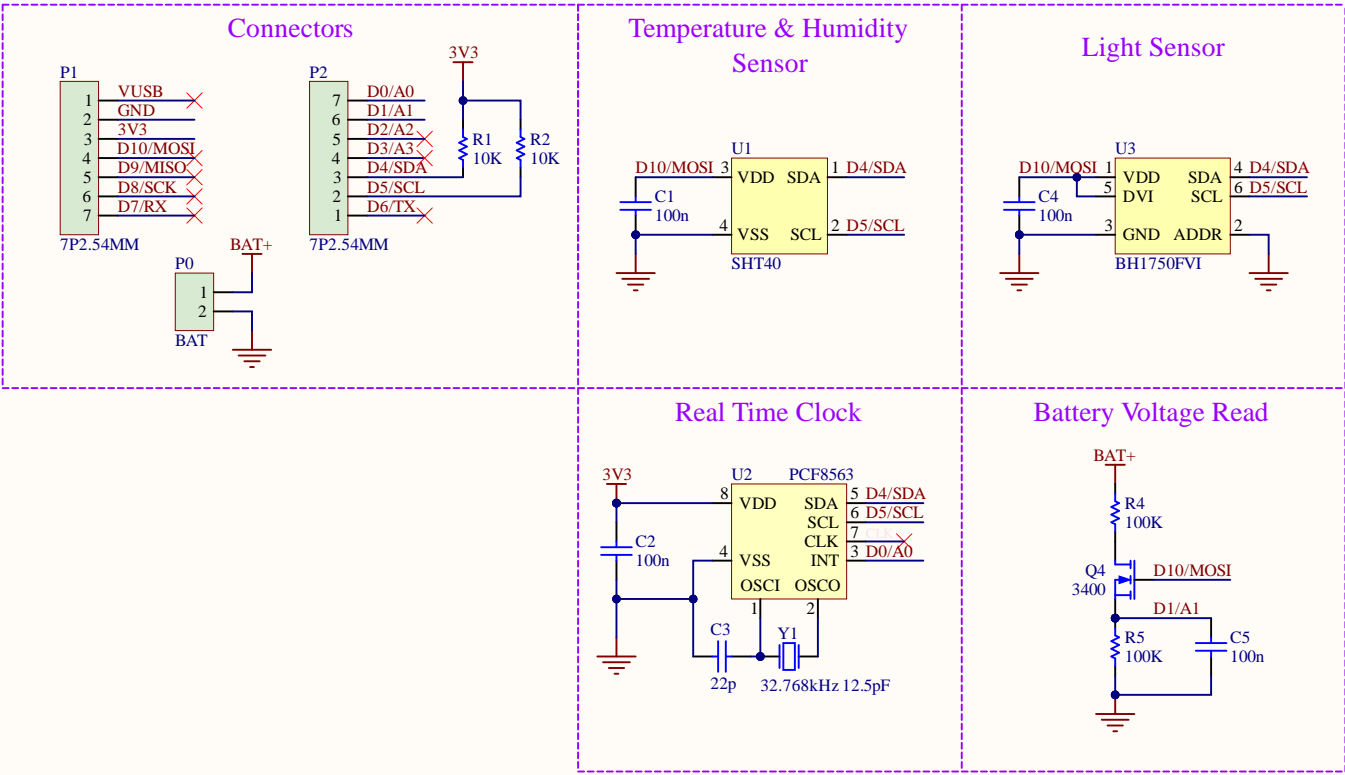 Connectors
P1
1 VUSB
2 GND
3 3V3
4 D10/MOSI
5 D9/MISO
6 D8/SCK
7 D7/RX
7P2.54MM
P2
7 D0/A0
6 D1/A1
5 D2/A2
4 D3/A3
3 D4/SDA
2 D5/SCL
1 D6/TX
7P2.54MM
3V3
R1
10K
R2
10K
BAT+
P0
1
2
BAT
Temperature & Humidity
Sensor
U1
D10/MOSI 3 VDD SDA 1 D4/SDA
C1
100n
4 VSS SCL 2 D5/SCL
SHT40
Light Sensor
U3
D10/MOSI 1 VDD SDA 4 D4/SDA
5 DVI SCL 6 D5/SCL
C4
100n
3 GND ADDR 2
BH1750FVI
Real Time Clock
3V3
U2 PCF8563
8 VDD SDA 5 D4/SDA
SCL 6 D5/SCL
CLK 7
C2
100n
4 VSS INT 3 D0/A0
OSCI OSCO
1 2
C3
22p
Y1
32.768kHz 12.5pF
Battery Voltage Read
BAT+
R4
100K
Q4
3400
D10/MOSI
D1/A1
R5
100K
C5
100n